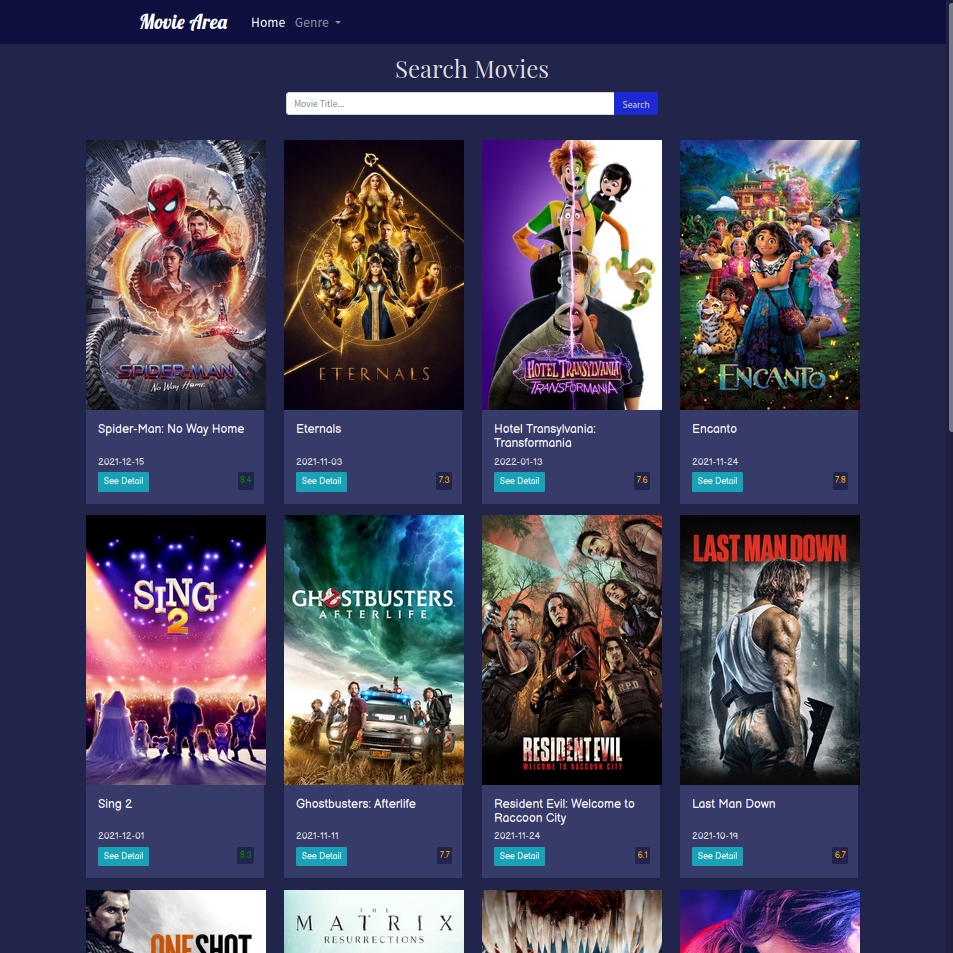 Movie Area
Home
Genre
Search Movies
Movie Title...
Search
SPIDER-MAN
No Way Home
ETERNALS
HOTEL TRANSYLVANIA
TRANSFORMANIA
ENCANTO
Spider-Man: No Way Home
2021-12-15
See Detail
8.4
Eternals
2021-11-03
See Detail
7.3
Hotel Transylvania:
Transformania
2022-01-13
See Detail
7.6
Encanto
2021-11-24
See Detail
7.8
SING
2
GHOSTBUSTERS
AFTERLIFE
R.P.D
RESIDENT EVIL
WELCOME TO RACCOON CITY
LAST MAN DOWN
Sing 2
2021-12-01
See Detail
Ghostbusters: Afterlife
2021-11-11
See Detail
7.7
Resident Evil: Welcome to
Raccoon City
2021-11-24
See Detail
6.1
Last Man Down
2021-10-19
See Detail
6.7
ONE SHOT
THE
MATRIX
RESURRECTIONS